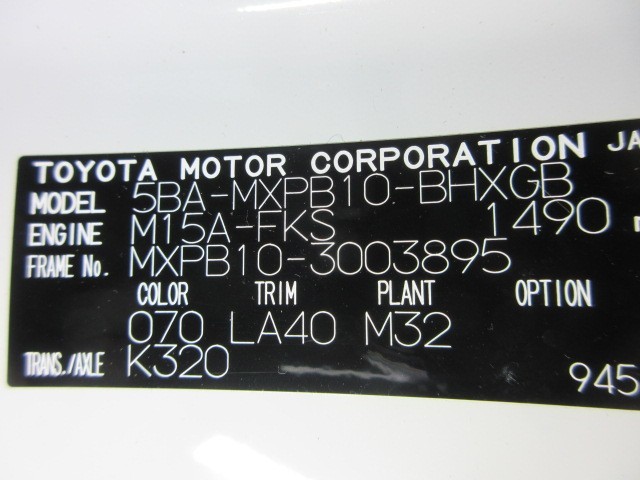 TOYOTA MOTOR CORPORATION JA
MODEL 5BA-MXPB10-BHXGB
ENGINE M15A-FKS 1490
FRAME No. MXPB10-3003895
COLOR TRIM PLANT OPTION
070 LA40 M32
TRANS./AXLE K320
945